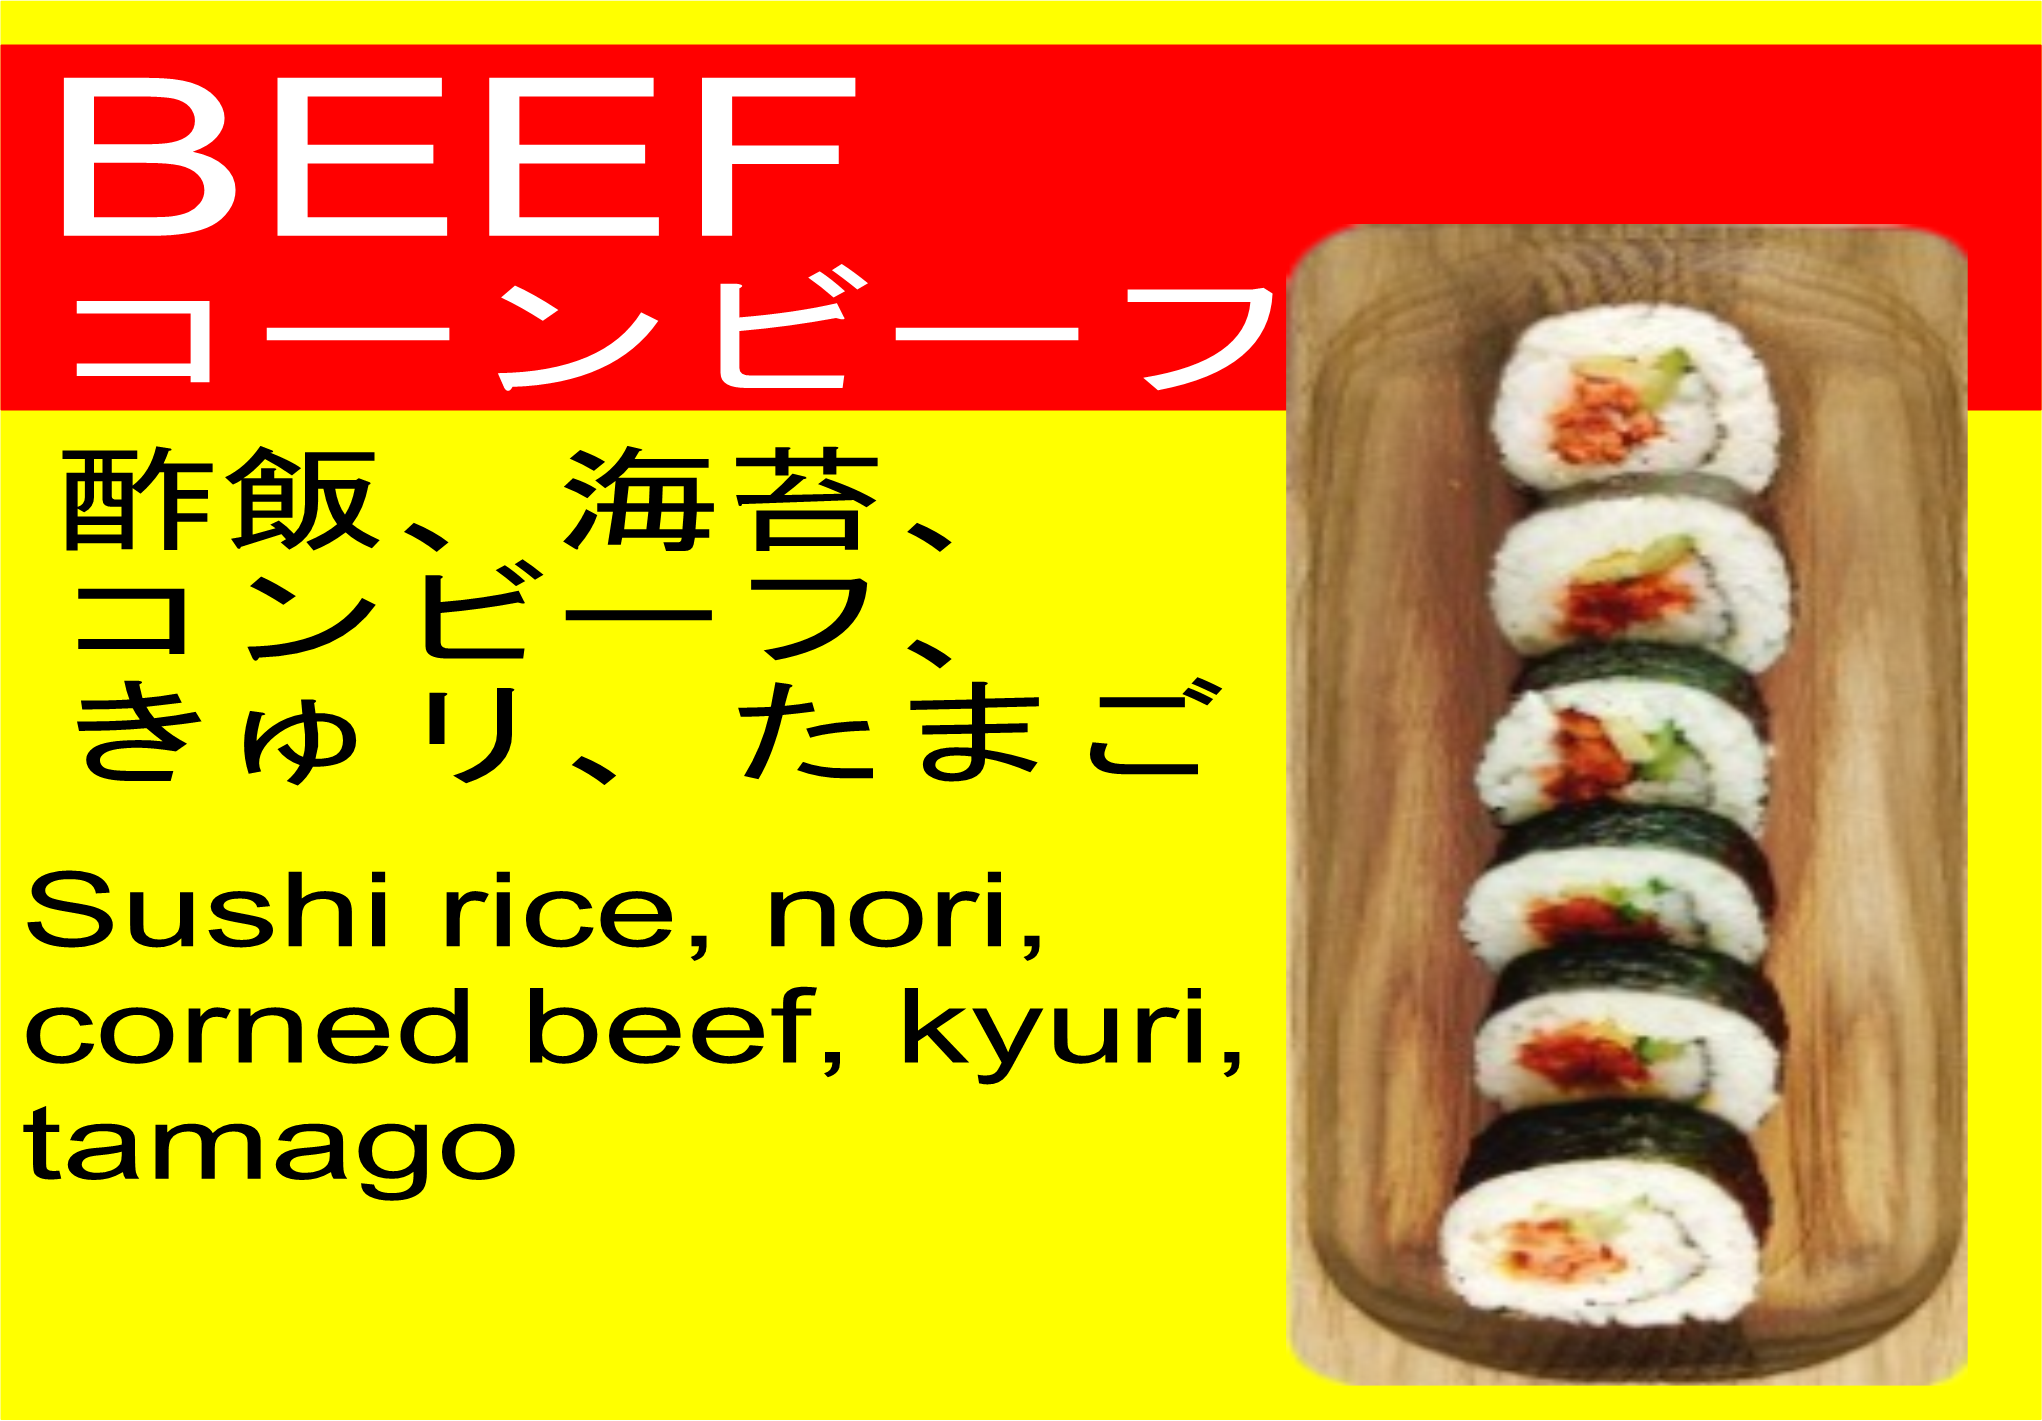 BEEF
コーンビーフ
酢飯、海苔、
コンビーフ、
きゅリ、たまご
Sushi rice, nori,
corned beef, kyuri,
tamago